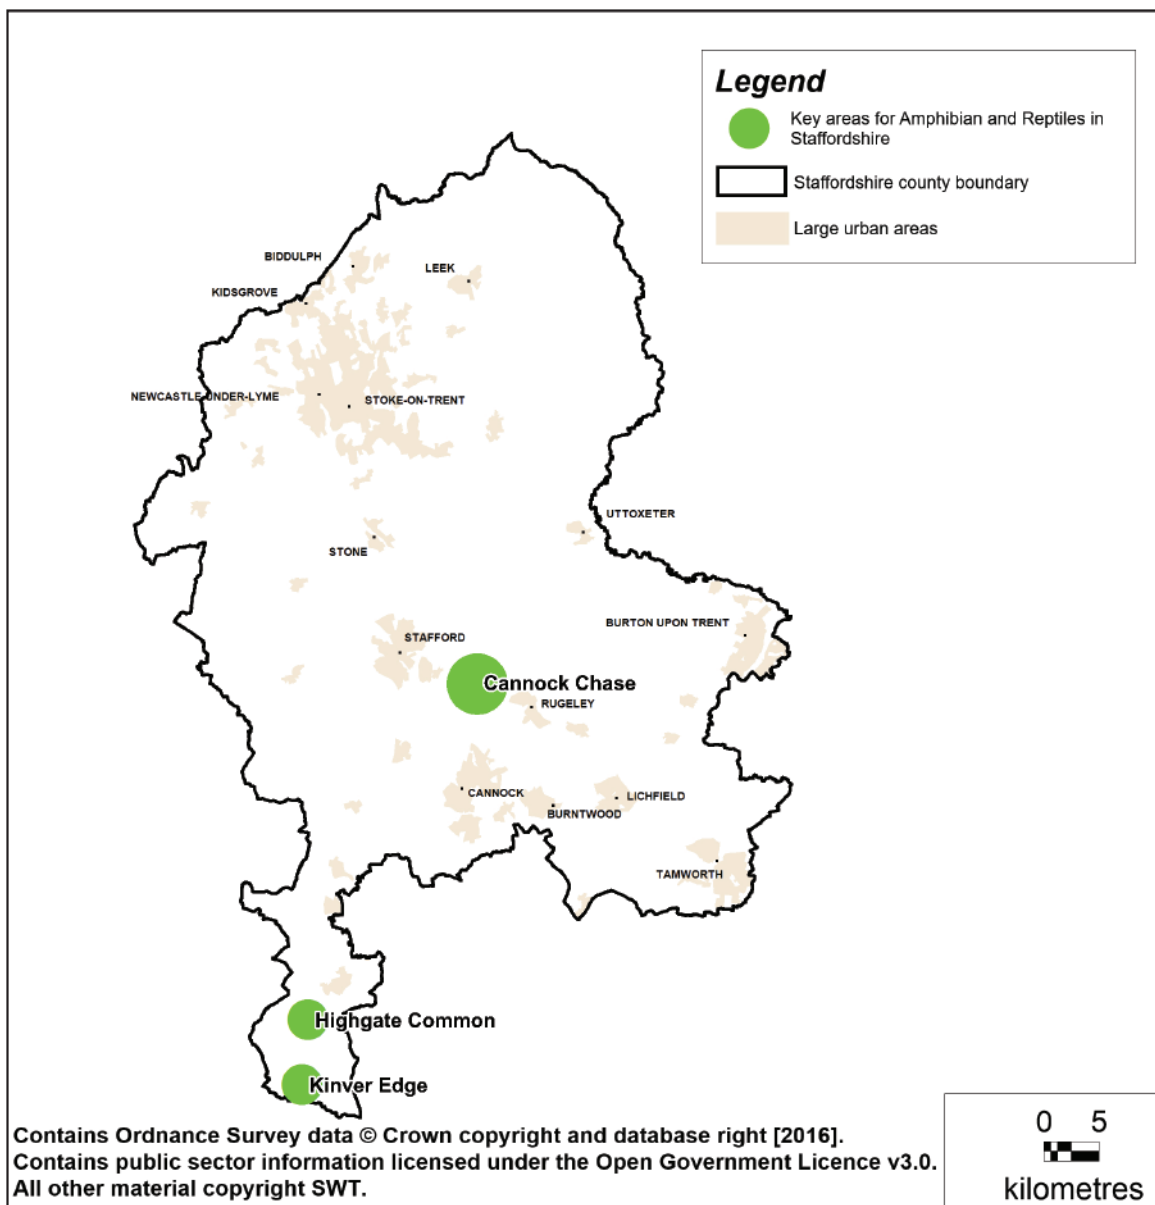 Legend
Key areas for Amphibian and Reptiles in
Staffordshire
Staffordshire county boundary
Large urban areas
BIDDULPH
LEEK
KIDSGROVE
NEWCASTLE-UNDER-LYME
STOKE-ON-TRENT
UTTOXETER
STONE
BURTON UPON TRENT
STAFFORD
Cannock Chase
RUGELEY
CANNOCK
LICHFIELD
BURNTWOOD
TAMWORTH
Highgate Common
Kinver Edge
Contains Ordnance Survey data © Crown copyright and database right [2016].
Contains public sector information licensed under the Open Government Licence v3.0.
All other material copyright SWT.
0 5
kilometres